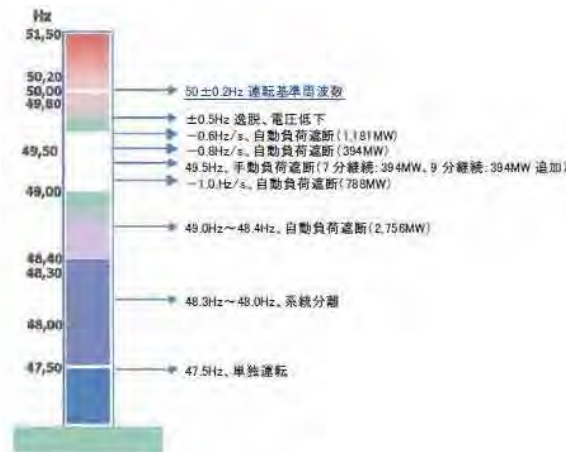 Hz
51,50
50,20
50,00
49,80
49,50
49,00
48,40
48,30
48,00
47,50
50±0.2Hz 運転基準周波数
±0.5Hz 逸脱、電圧低下
−0.6Hz/s、自動負荷遮断(1,181MW)
−0.8Hz/s、自動負荷遮断(394MW)
49.5Hz、手動負荷遮断(7分継続:394MW、9分継続:394MW 追加)
−1.0.Hz/s、自動負荷遮断(788MW)
49.0Hz～48.4Hz、自動負荷遮断(2,756MW)
48.3Hz～48.0Hz、系統分離
47.5Hz、単独運転